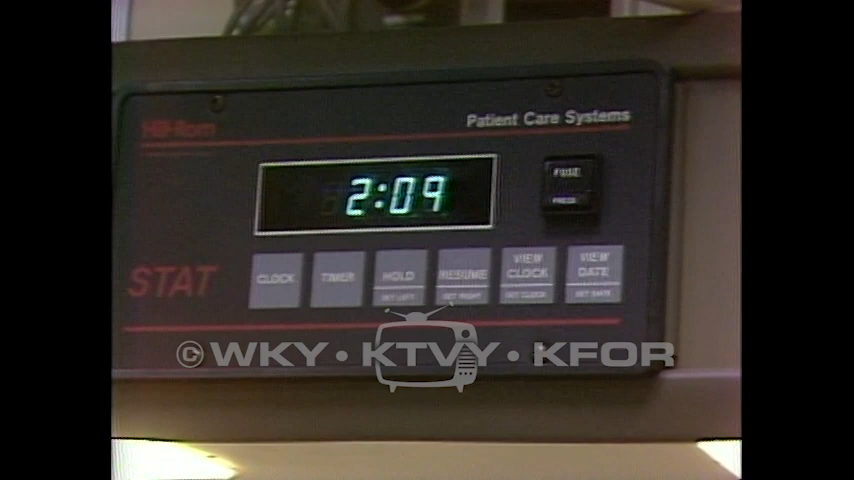 Hill-Rom
Patient Care Systems
2:09
FUSE
PRESS
STAT
CLOCK
TIMER
HOLD
SET LEFT
RESUME
SET RIGHT
VIEW CLOCK
SET CLOCK
VIEW DATE
SET DATE
© WKY • KTVY • KFOR